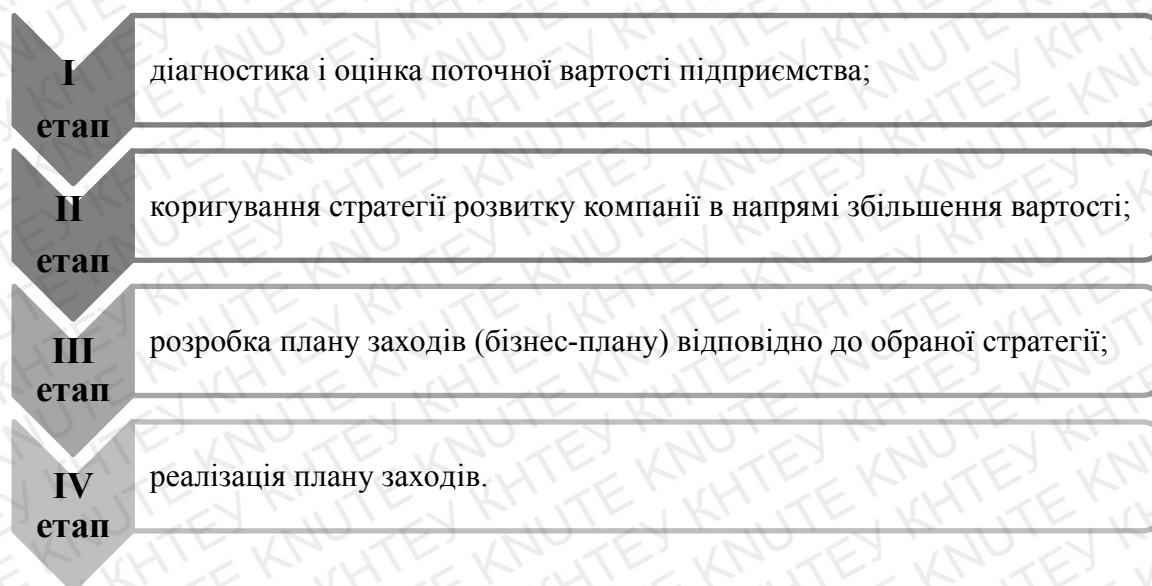 I
етап
діагностика і оцінка поточної вартості підприємства;
II
етап
коригування стратегії розвитку компанії в напрямі збільшення вартості;
III
етап
розробка плану заходів (бізнес-плану) відповідно до обраної стратегії;
IV
етап
реалізація плану заходів.